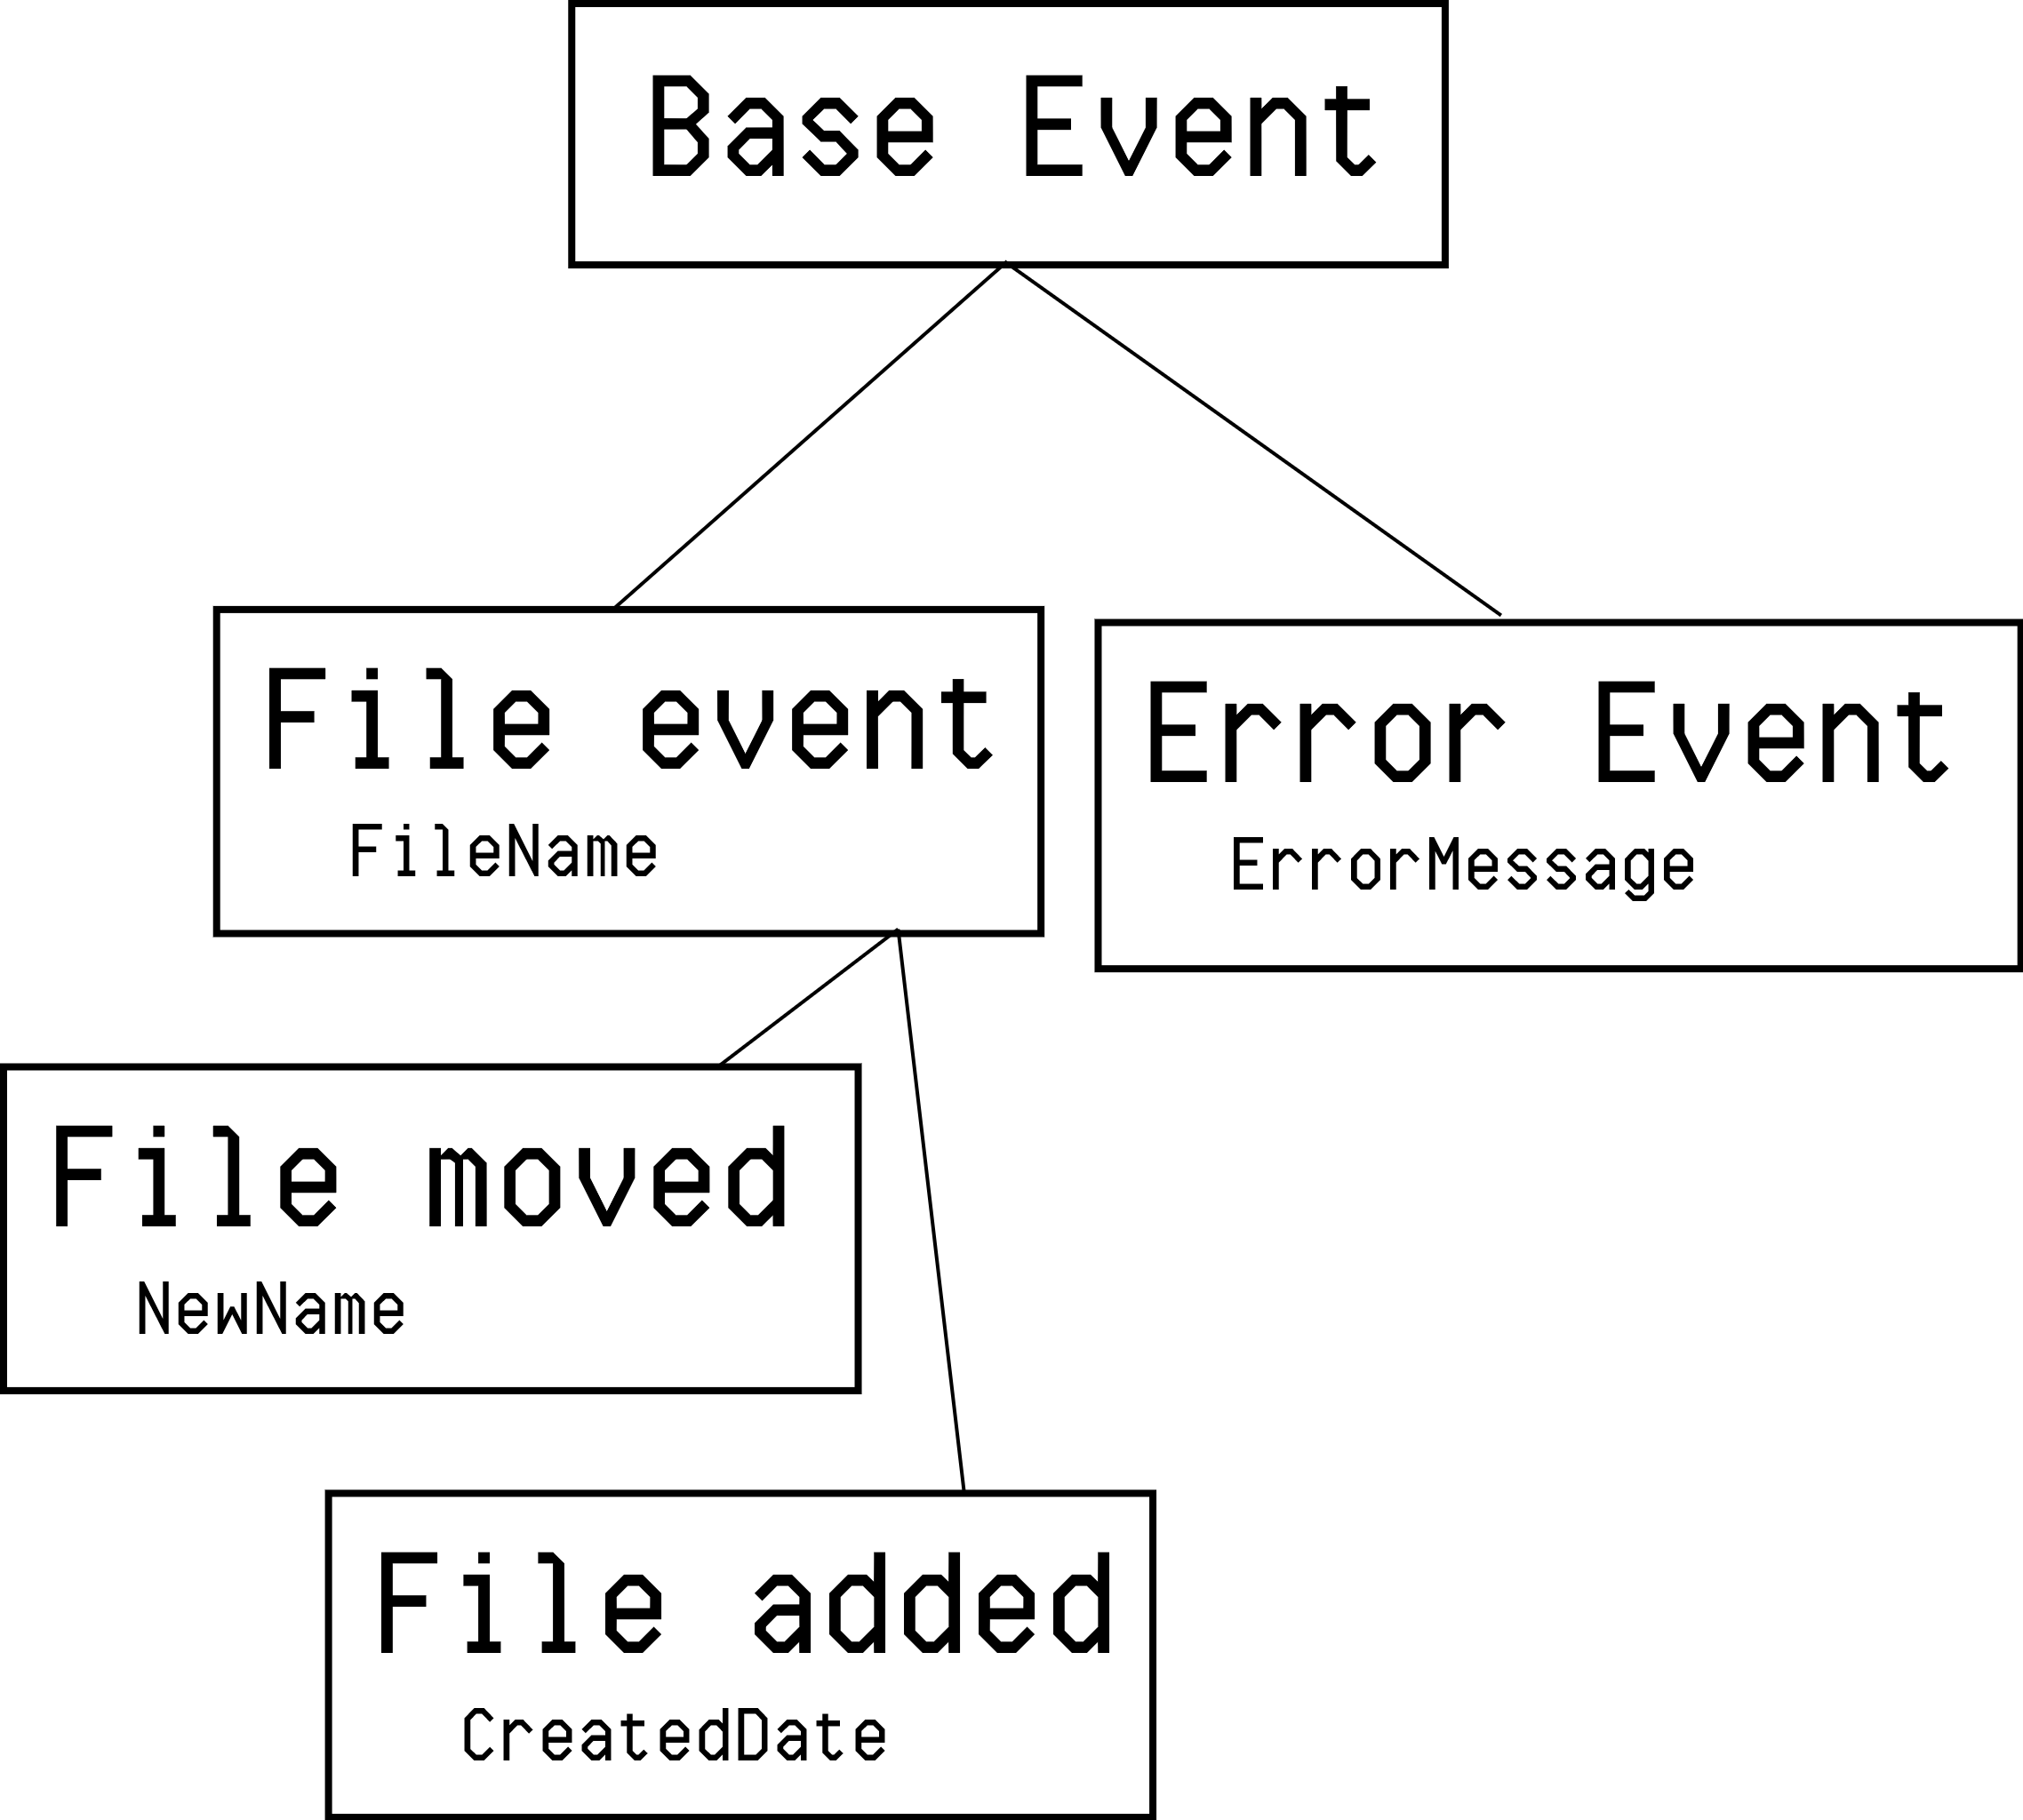 Base Event
File event
FileName
Error Event
ErrorMessage
File moved
NewName
File added
CreatedDate